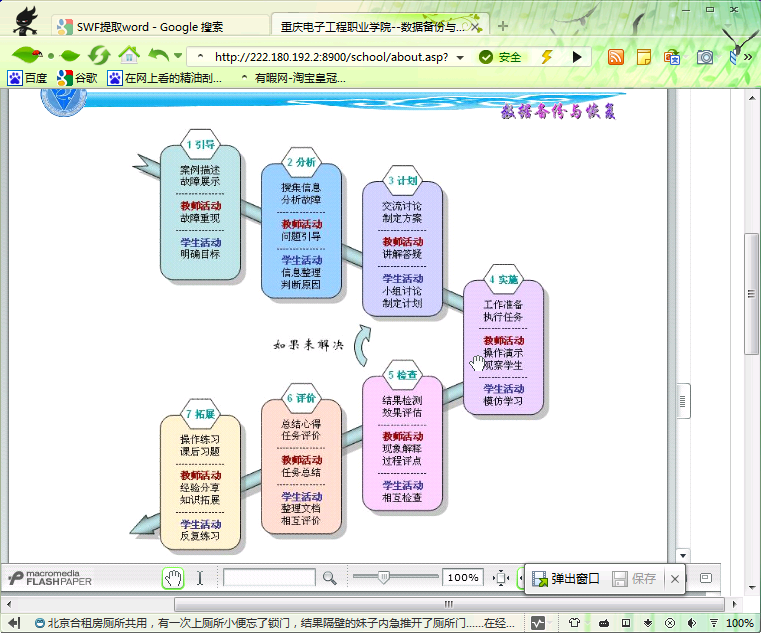 SWF提取word - Google 搜索
重庆电子工程职业学院--数据备份与...
http://222.180.192.2:8900/school/about.asp?
安全
百度
谷歌
在网上看的精油刮...
有眼网-淘宝皇冠...
数据备份与恢复
1 引导
案例描述
故障展示
教师活动
故障重现
学生活动
明确目标
2 分析
搜集信息
分析故障
教师活动
问题引导
学生活动
信息整理
判断原因
3 计划
交流讨论
制定方案
教师活动
讲解答疑
学生活动
小组讨论
制定计划
4 实施
工作准备
执行任务
教师活动
操作演示
观察学生
学生活动
模仿学习
如果未解决
5 检查
结果检测
效果评估
教师活动
现象解释
过程评点
学生活动
相互检查
6 评价
总结心得
任务评价
教师活动
任务总结
学生活动
整理文档
相互评价
7 拓展
操作练习
课后习题
教师活动
经验分享
知识拓展
学生活动
反复练习
macromedia
FLASHPAPER
100%
弹出窗口
保存
北京合租房厕所共用，有一次上厕所小便忘了锁门，结果隔壁的妹子内急推开了厕所门......在经...
100%